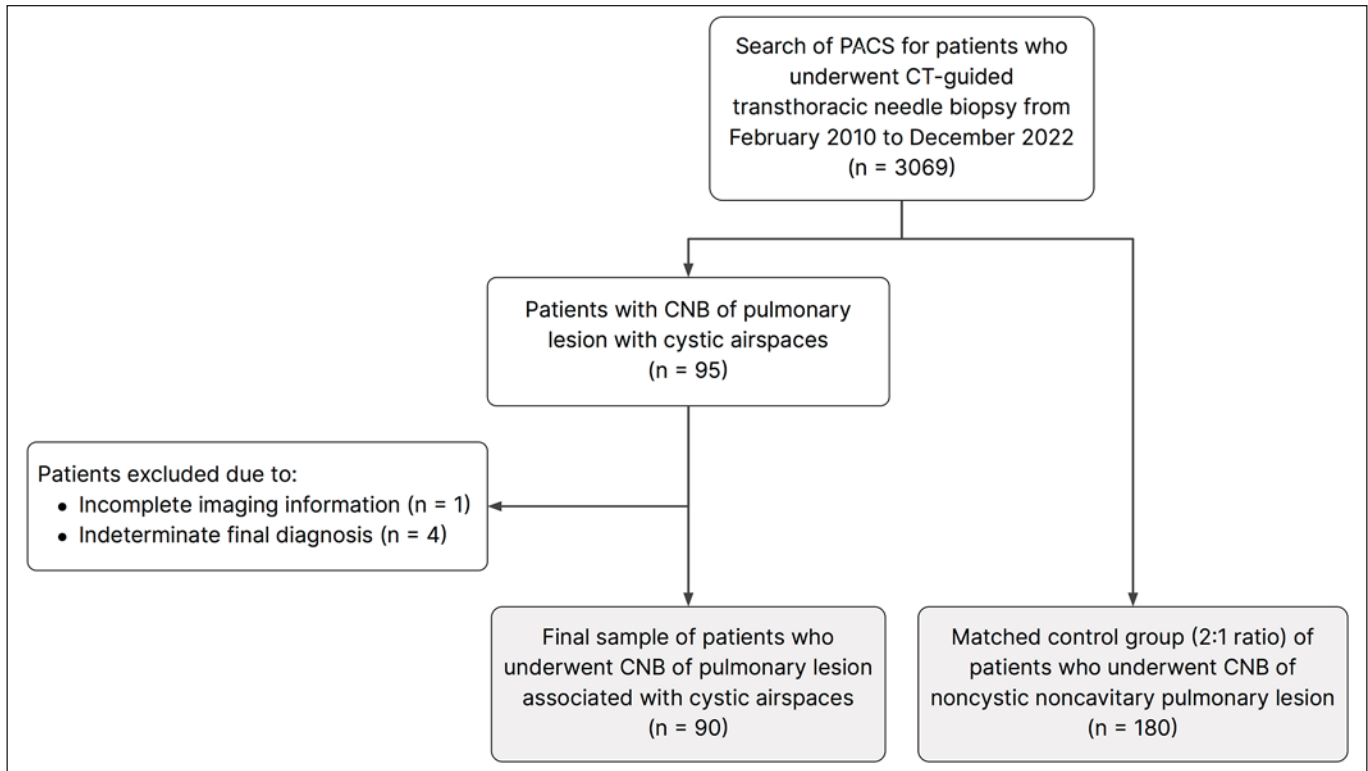 Search of PACS for patients who
underwent CT-guided
transthoracic needle biopsy from
February 2010 to December 2022
(n = 3069)
Patients with CNB of pulmonary
lesion with cystic airspaces
(n = 95)
Patients excluded due to:
• Incomplete imaging information (n = 1)
• Indeterminate final diagnosis (n = 4)
Final sample of patients who
underwent CNB of pulmonary lesion
associated with cystic airspaces
(n = 90)
Matched control group (2:1 ratio) of
patients who underwent CNB of
noncystic noncavitary pulmonary lesion
(n = 180)